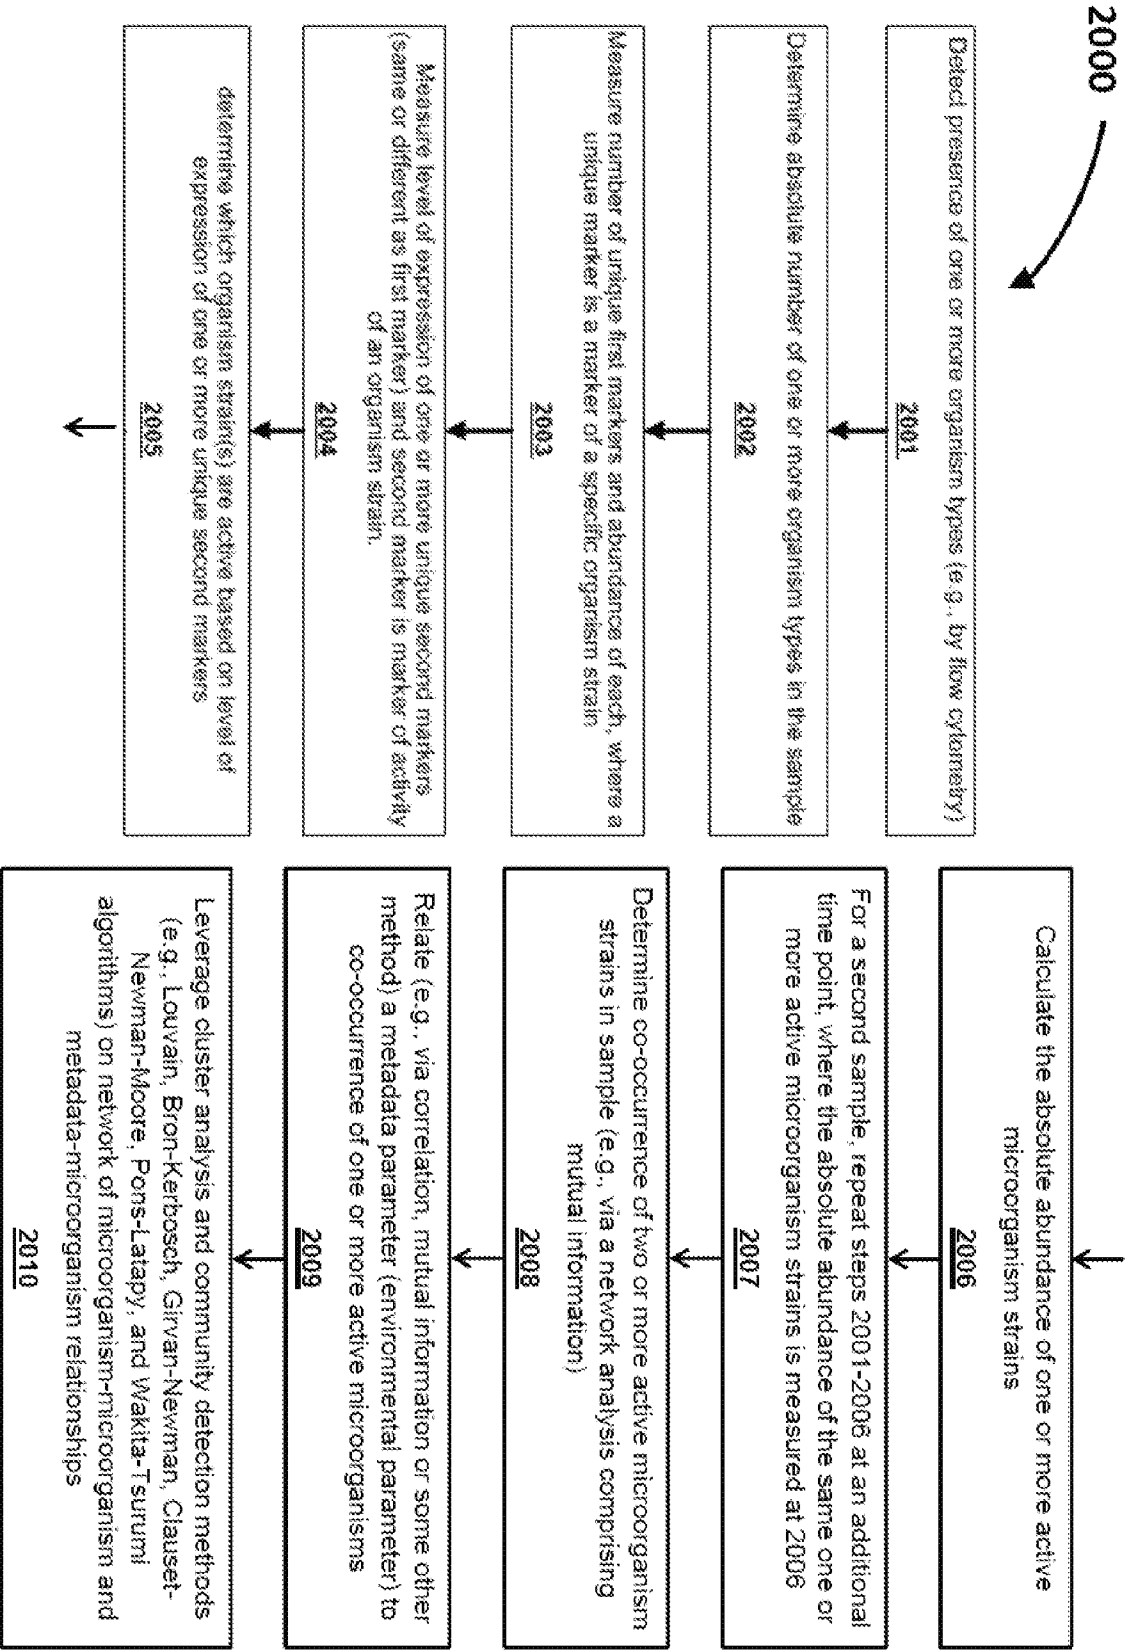 2000
Detect presence of one or more organism types (e.g., by flow cytometry)
2001
Determine absolute number of one or more organism types in the sample
2002
Measure number of unique first markers and abundance of each, where a
unique marker is a marker of a specific organism strain
2003
Measure level of expression of one or more unique second markers
(same or different as first marker) and second marker is marker of activity
of an organism strain.
2004
determine which organism strain(s) are active based on level of
expression of one or more unique second markers
2005
Calculate the absolute abundance of one or more active
microorganism strains
2006
For a second sample, repeat steps 2001-2006 at an additional
time point, where the absolute abundance of the same one or
more active microorganism strains is measured at 2006
2007
Determine co-occurrence of two or more active microorganism
strains in sample (e.g., via a network analysis comprising
mutual information)
2008
Relate (e.g., via correlation, mutual information or some other
method) a metadata parameter (environmental parameter) to
co-occurrence of one or more active microorganisms
2009
Leverage cluster analysis and community detection methods
(e.g., Louvain, Bron-Kerbosch, Girvan-Newman, Clauset-
Newman-Moore, Pons-Latapy, and Wakita-Tsurumi
algorithms) on network of microorganism-microorganism and
metadata-microorganism relationships
2010